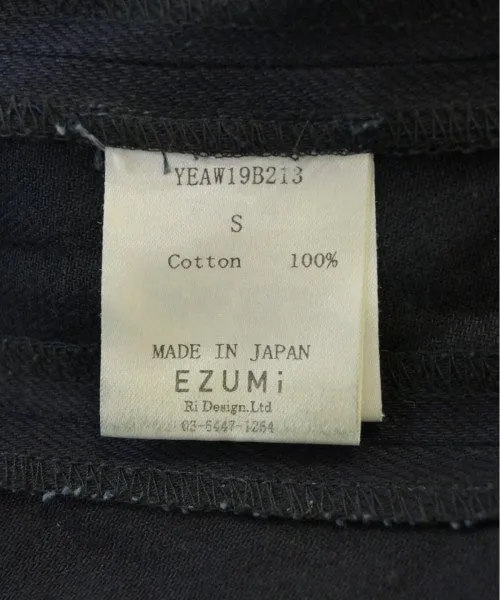 YEAW19B213
S
Cotton 100%
MADE IN JAPAN
EZUMi
Ri Design.Ltd
03-6447-1264